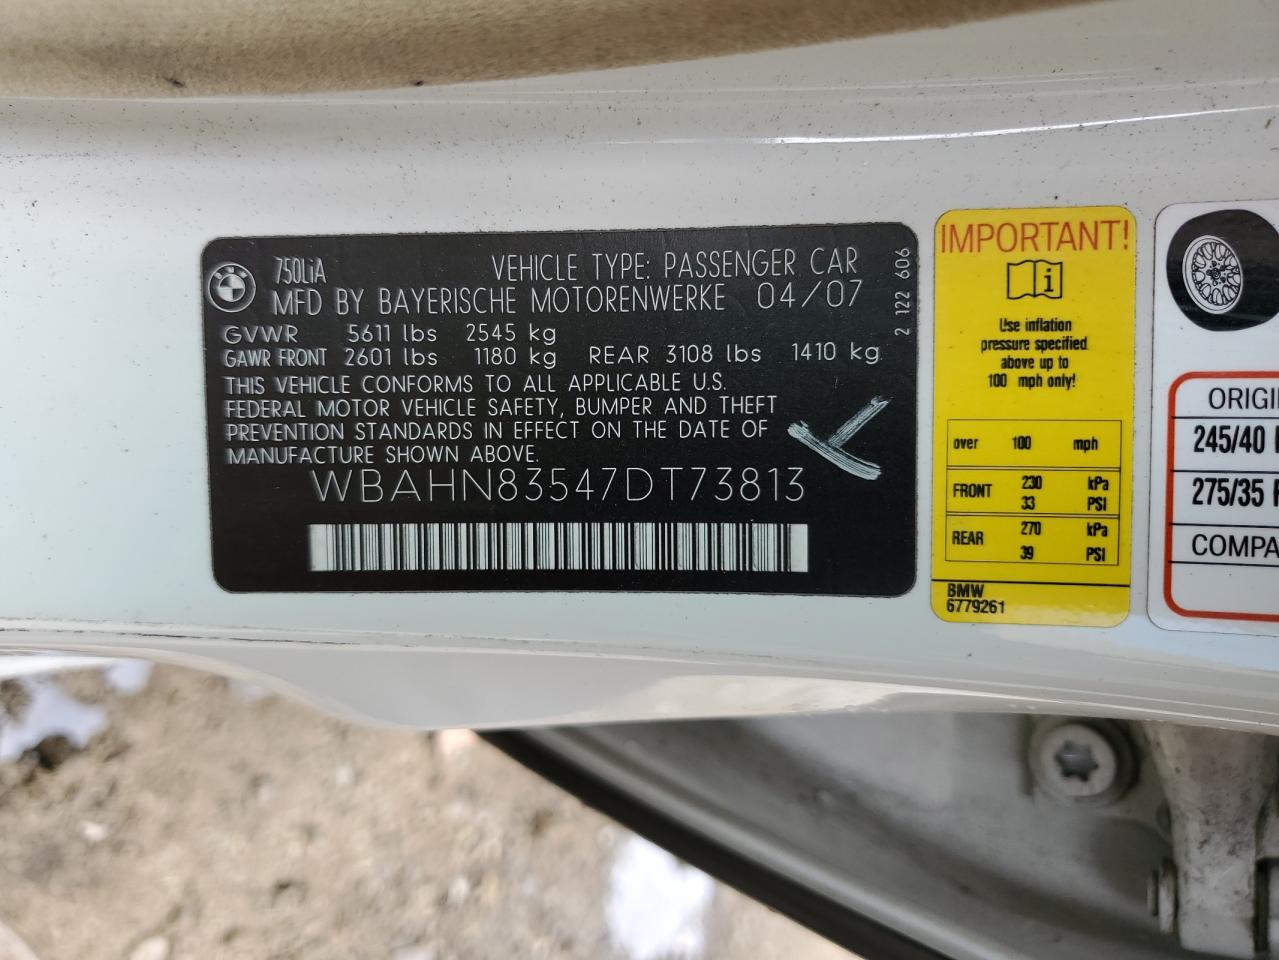 750LiA
VEHICLE TYPE: PASSENGER CAR
MFD BY BAYERISCHE MOTORENWERKE 04/07
GVWR 5611 lbs 2545 kg
GAWR FRONT 2601 lbs 1180 kg REAR 3108 lbs 1410 kg
THIS VEHICLE CONFORMS TO ALL APPLICABLE U.S.
FEDERAL MOTOR VEHICLE SAFETY, BUMPER AND THEFT
PREVENTION STANDARDS IN EFFECT ON THE DATE OF
MANUFACTURE SHOWN ABOVE.
WBAHN83547DT73813
2 122 606
IMPORTANT!
i
Use inflation
pressure specified
above up to
100 mph only!
over 100 mph
FRONT 230 kPa
33 PSI
REAR 270 kPa
39 PSI
BMW
6779261
ORIGI
245/40
275/35
COMPA